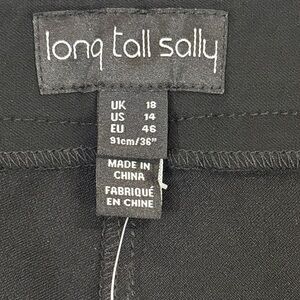 long tall sally
UK 18
US 14
EU 46
91cm/36"
MADE IN
CHINA
FABRIQUÉ
EN CHINE